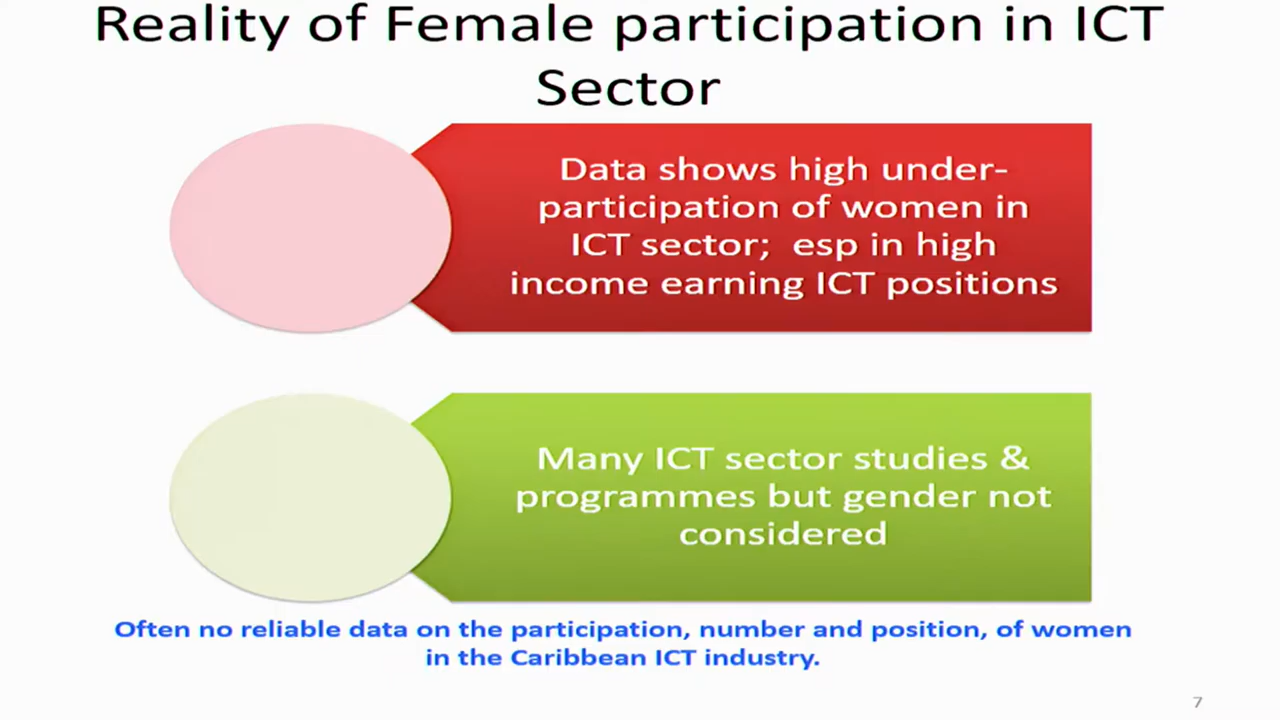 Reality of Female participation in ICT
Sector
Data shows high under-
participation of women in
ICT sector;  esp in high
income earning ICT positions
Many ICT sector studies &
programmes but gender not
considered
Often no reliable data on the participation, number and position, of women
in the Caribbean ICT industry.
7